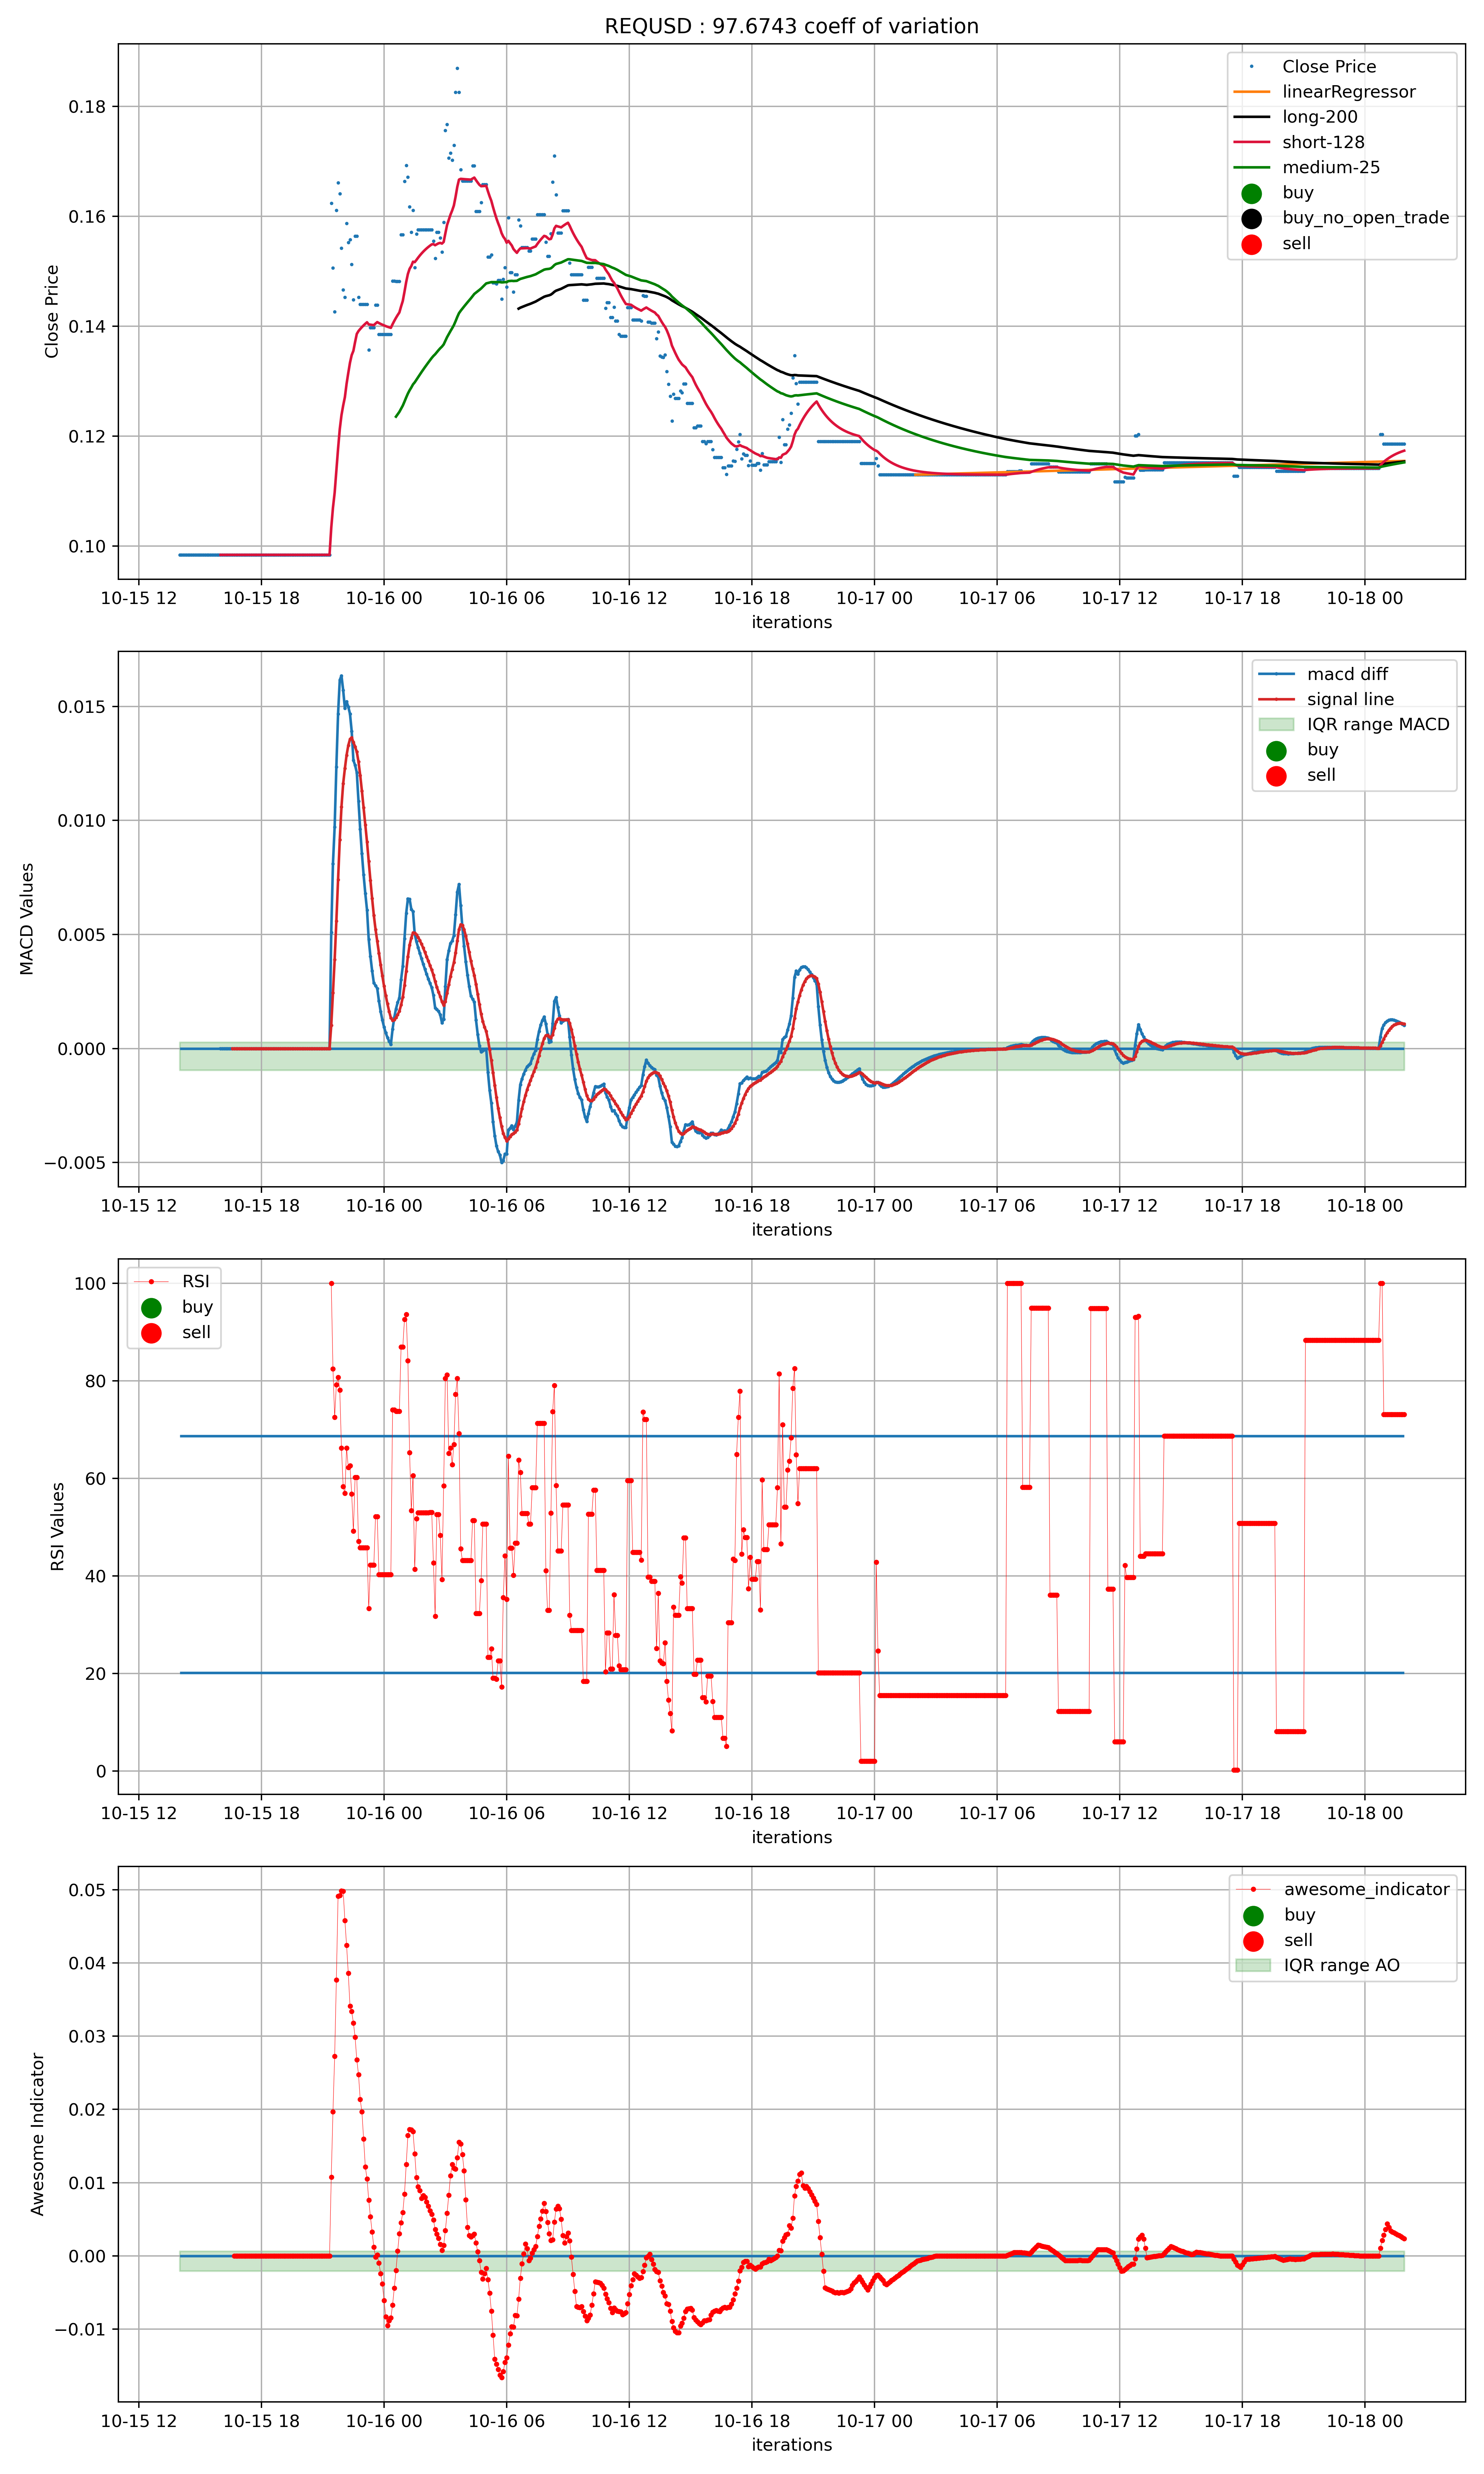 REQUSD : 97.6743 coeff of variation
Close Price
0.18
0.16
0.14
0.12
0.10
Close Price
linearRegressor
long-200
short-128
medium-25
buy
buy_no_open_trade
sell
10-15 12 10-15 18 10-16 00 10-16 06 10-16 12 10-16 18 10-17 00 10-17 06 10-17 12 10-17 18 10-18 00
iterations
MACD Values
0.015
0.010
0.005
0.000
−0.005
macd diff
signal line
IQR range MACD
buy
sell
10-15 12 10-15 18 10-16 00 10-16 06 10-16 12 10-16 18 10-17 00 10-17 06 10-17 12 10-17 18 10-18 00
iterations
RSI Values
100
80
60
40
20
0
RSI
buy
sell
10-15 12 10-15 18 10-16 00 10-16 06 10-16 12 10-16 18 10-17 00 10-17 06 10-17 12 10-17 18 10-18 00
iterations
Awesome Indicator
0.05
0.04
0.03
0.02
0.01
0.00
−0.01
awesome_indicator
buy
sell
IQR range AO
10-15 12 10-15 18 10-16 00 10-16 06 10-16 12 10-16 18 10-17 00 10-17 06 10-17 12 10-17 18 10-18 00
iterations